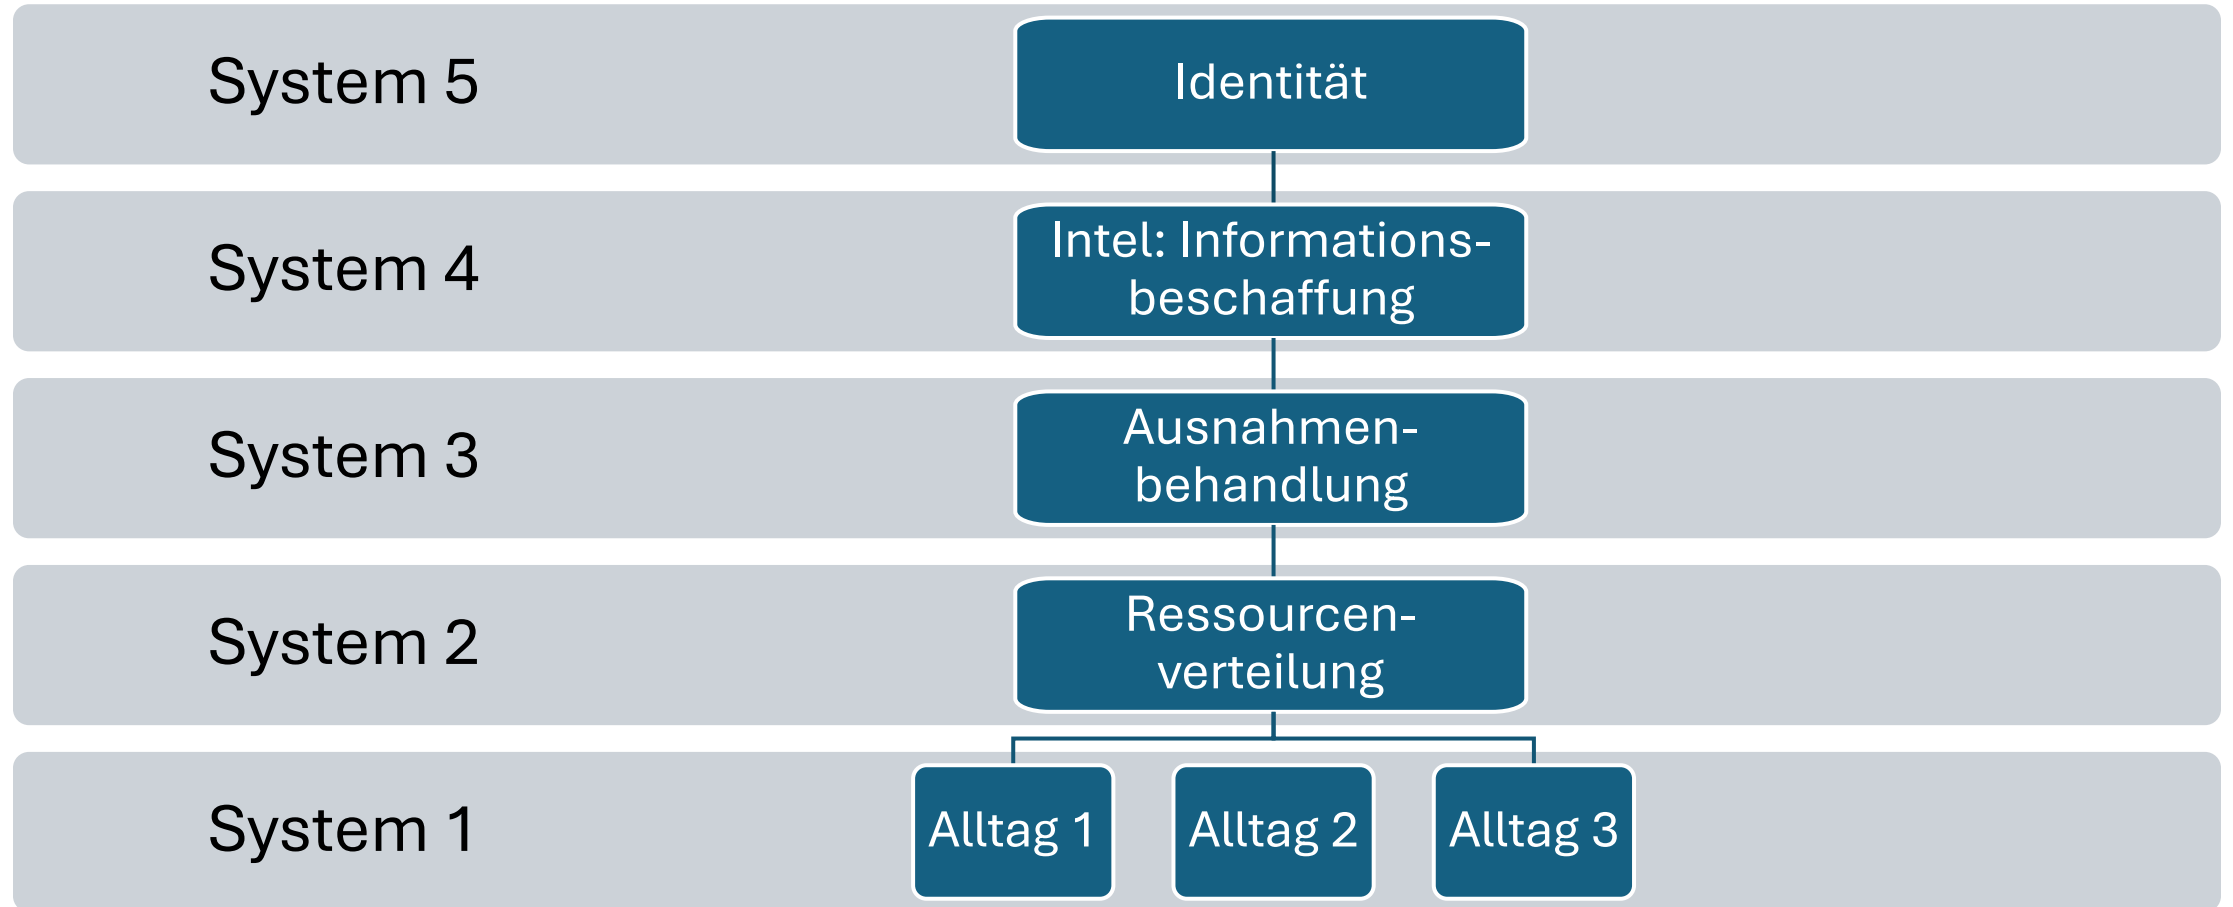 System 5
Identität
System 4
Intel: Informations-
beschaffung
System 3
Ausnahmen-
behandlung
System 2
Ressourcen-
verteilung
System 1
Alltag 1
Alltag 2
Alltag 3